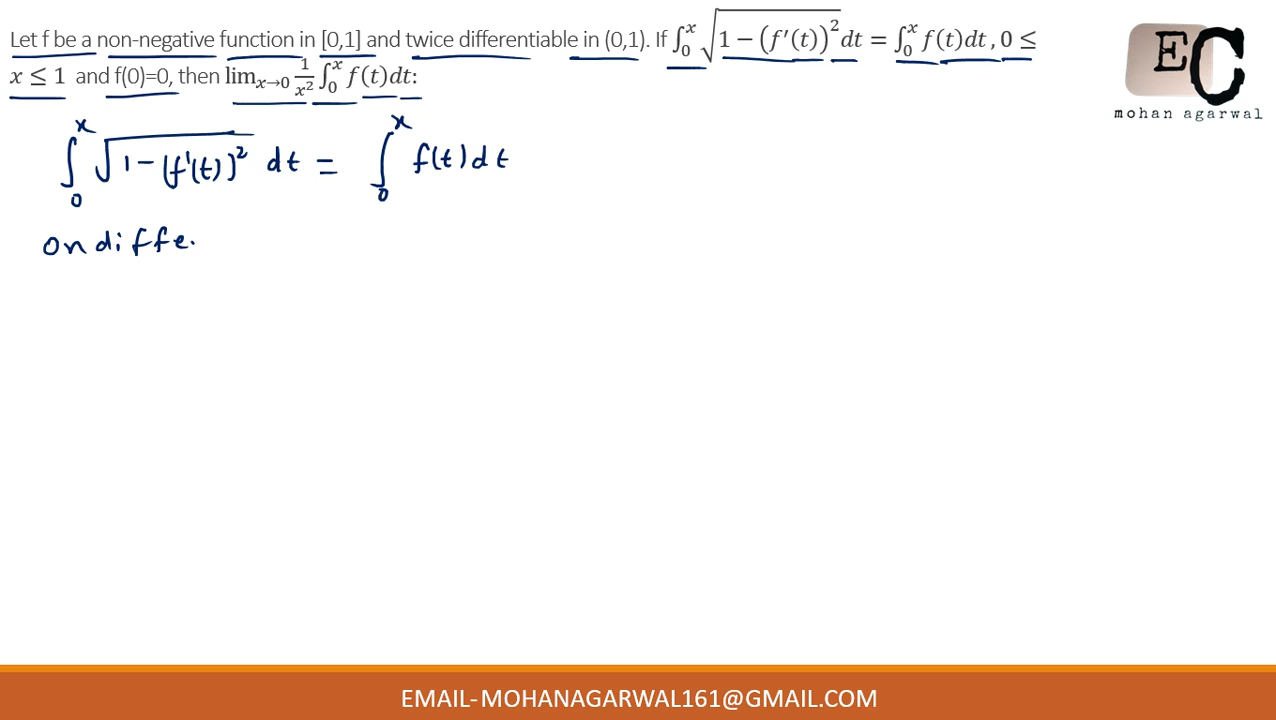 Let f be a non-negative function in [0,1] and twice differentiable in (0,1). If ∫₀ˣ √(1 − (f′(t))²) dt = ∫₀ˣ f(t)dt , 0 ≤
x ≤ 1 and f(0)=0, then lim_{x→0} 1/x² ∫₀ˣ f(t)dt:
EC
mohan agarwal
∫₀ˣ √(1 − (f'(t))²) dt = ∫₀ˣ f(t)dt
on diffe.
EMAIL-MOHANAGARWAL161@GMAIL.COM